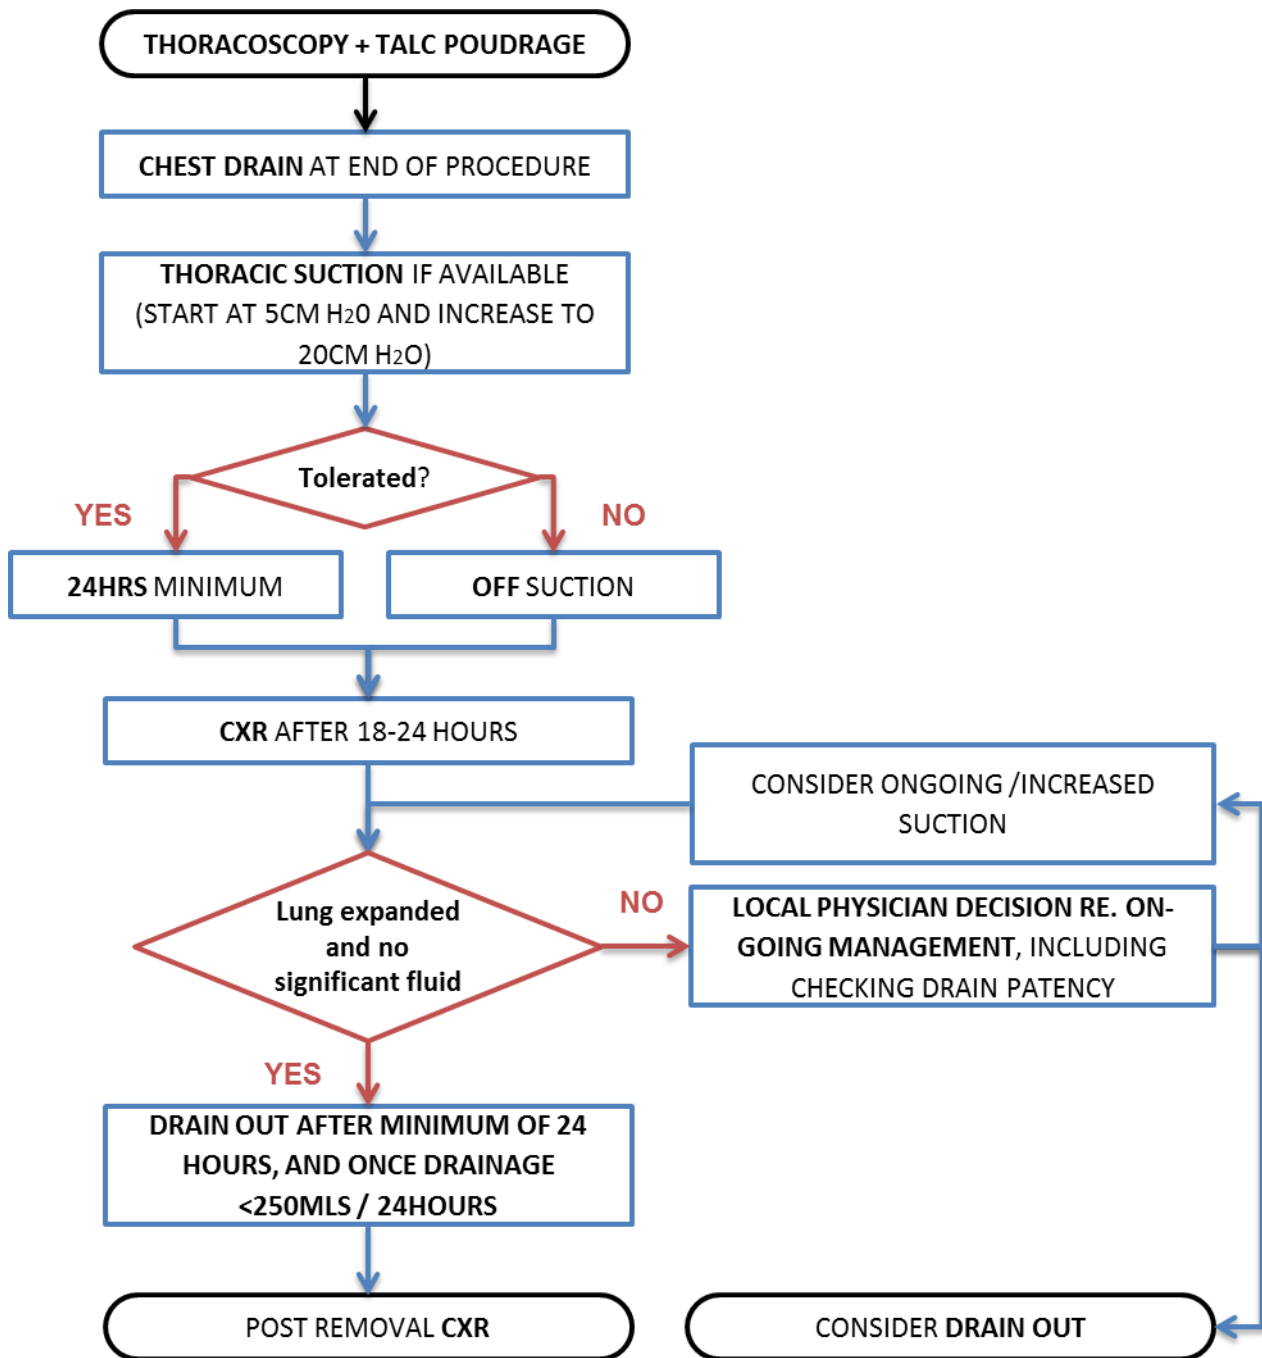 THORACOSCOPY + TALC POUDRAGE
CHEST DRAIN AT END OF PROCEDURE
THORACIC SUCTION IF AVAILABLE
(START AT 5CM H20 AND INCREASE TO
20CM H2O)
Tolerated?
YES
NO
24HRS MINIMUM
OFF SUCTION
CXR AFTER 18-24 HOURS
CONSIDER ONGOING /INCREASED
SUCTION
Lung expanded
and no
significant fluid
NO
LOCAL PHYSICIAN DECISION RE. ON-
GOING MANAGEMENT, INCLUDING
CHECKING DRAIN PATENCY
YES
DRAIN OUT AFTER MINIMUM OF 24
HOURS, AND ONCE DRAINAGE
<250MLS / 24HOURS
POST REMOVAL CXR
CONSIDER DRAIN OUT